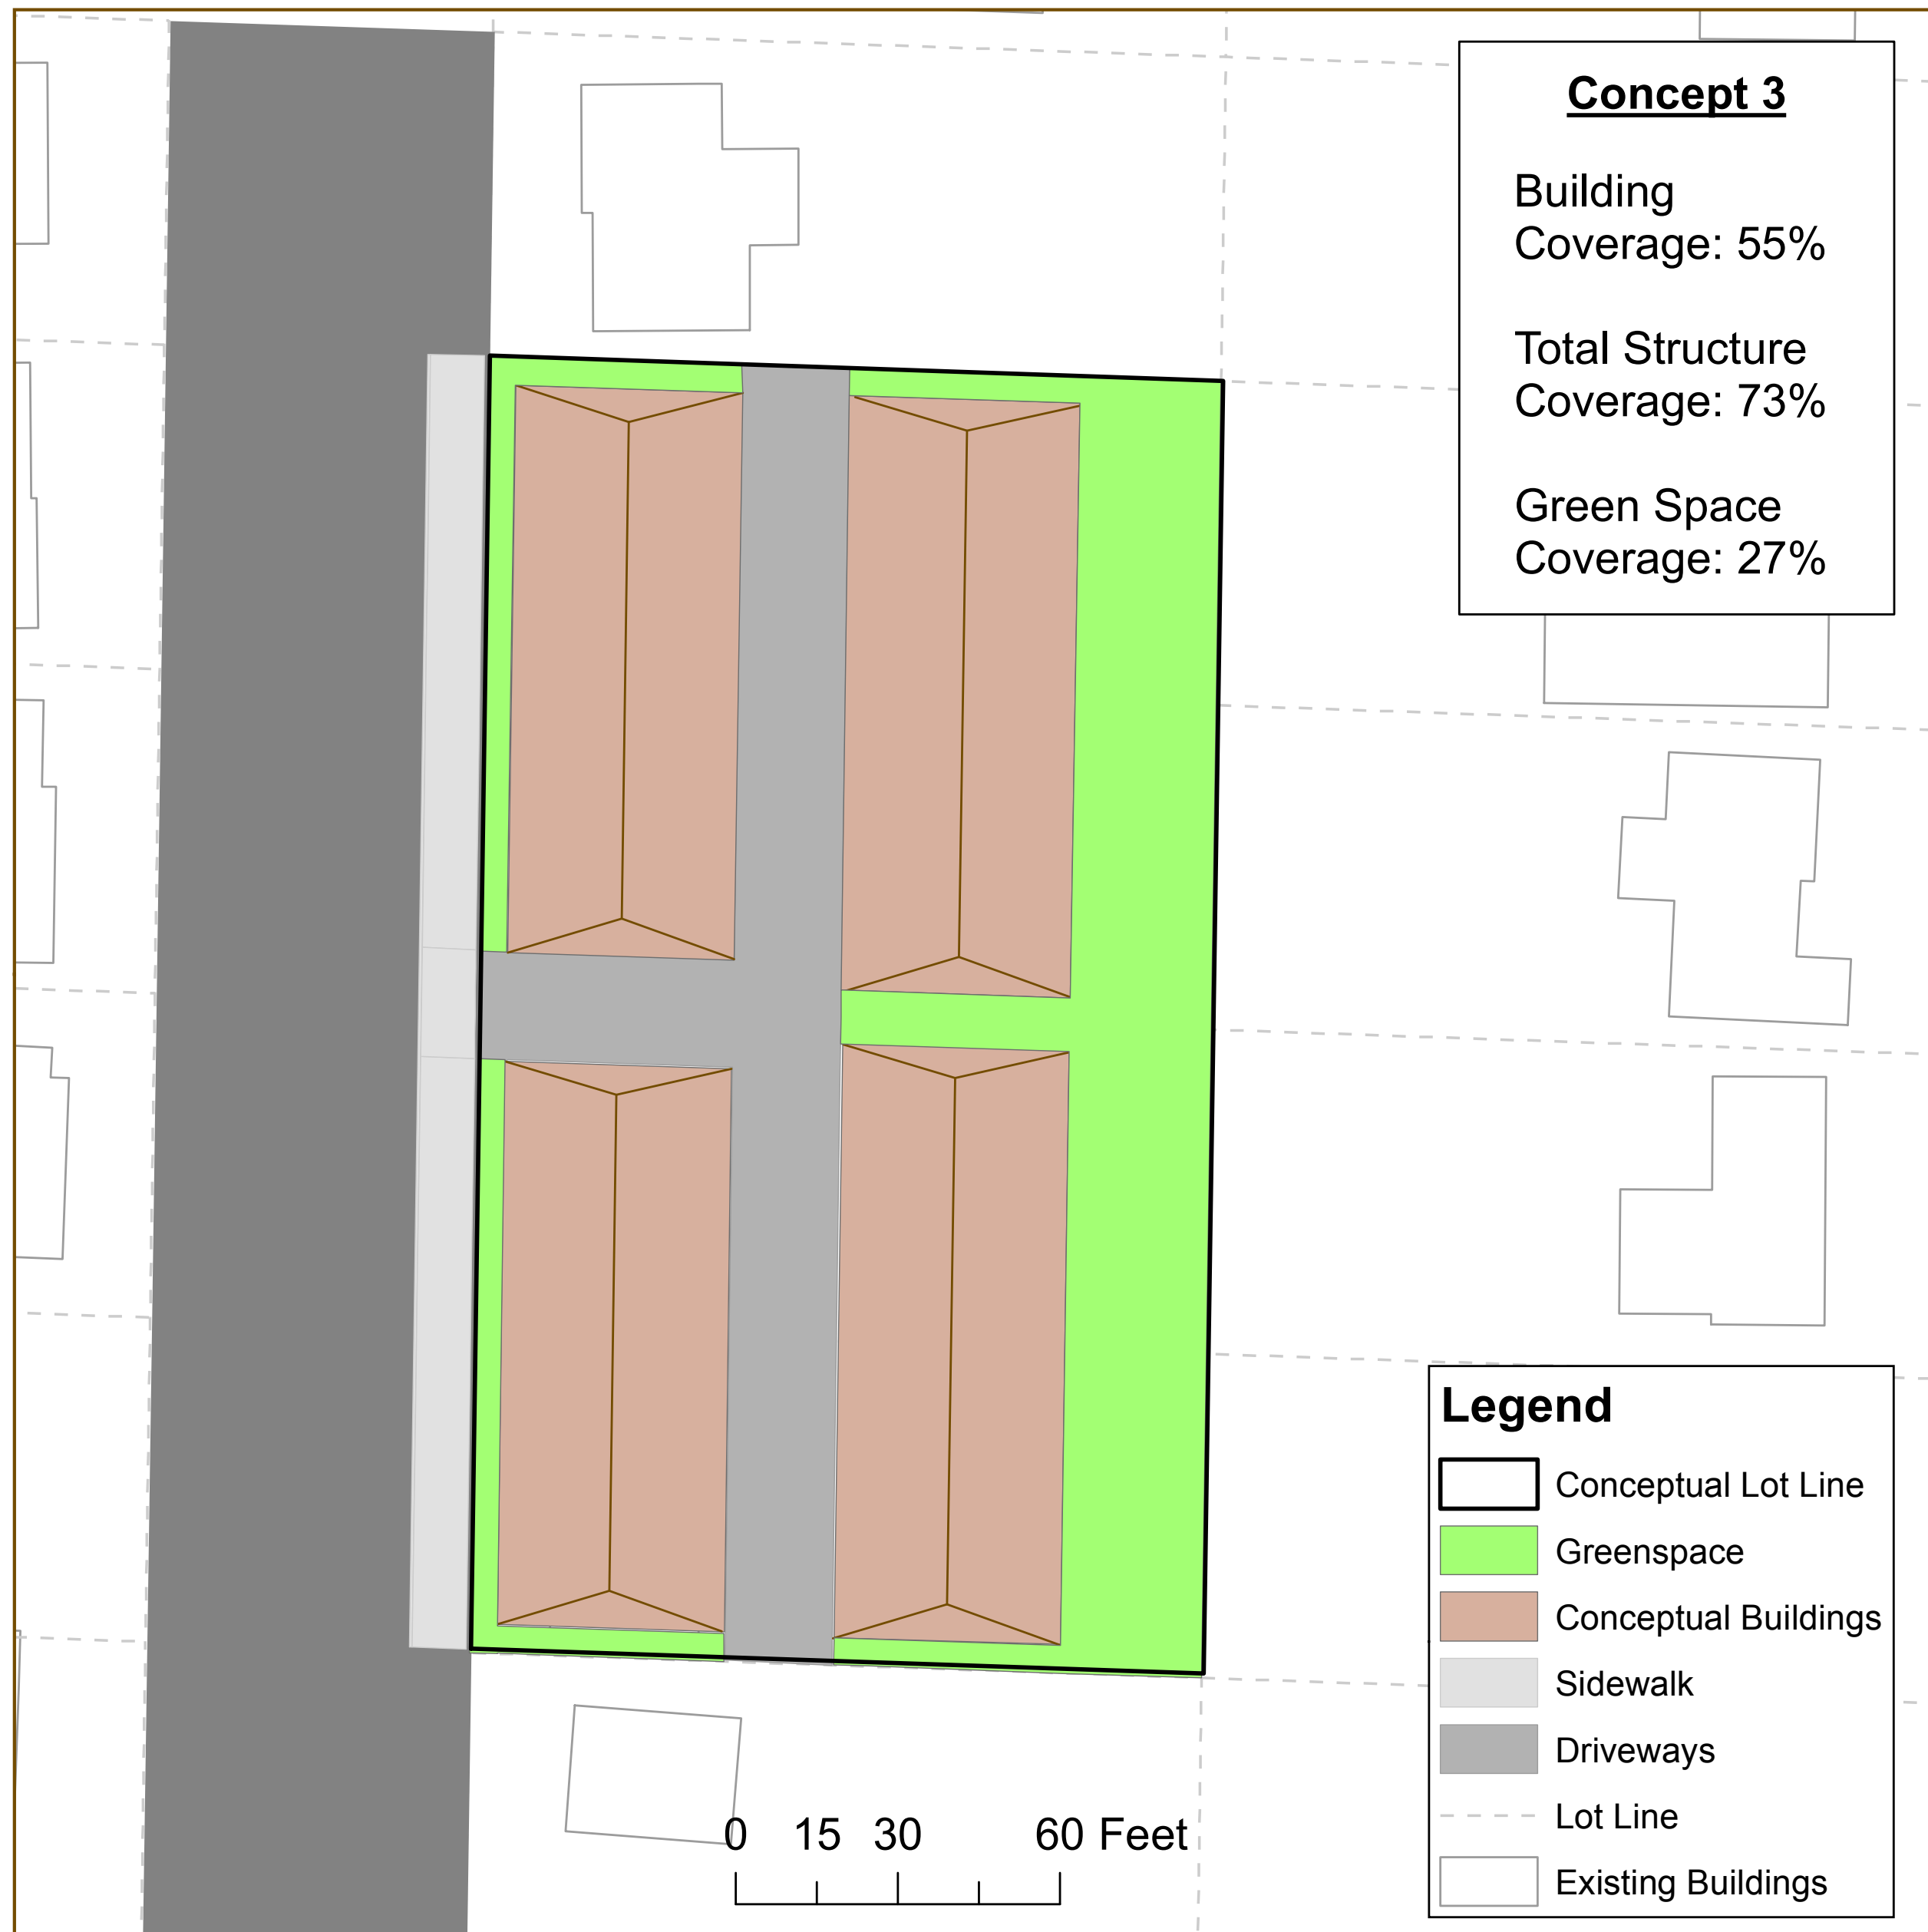 Concept 3
Building
Coverage: 55%
Total Structure
Coverage: 73%
Green Space
Coverage: 27%
Legend
Conceptual Lot Line
Greenspace
Conceptual Buildings
Sidewalk
Driveways
Lot Line
Existing Buildings
0 15 30 60 Feet